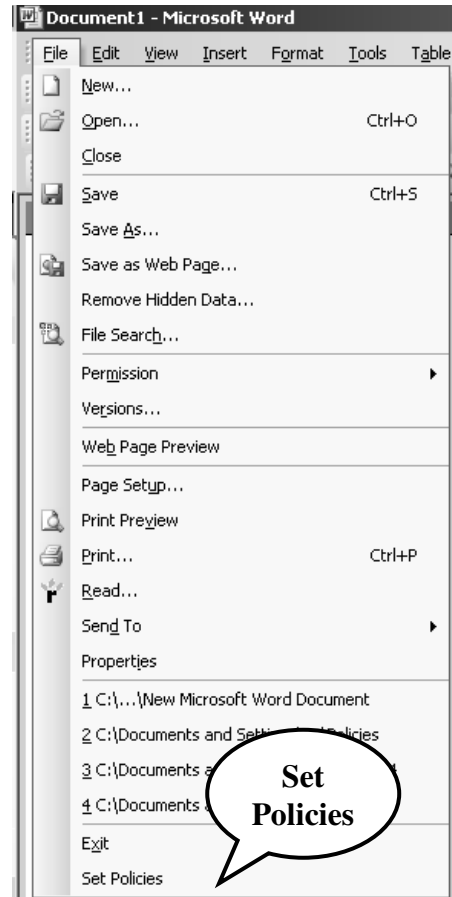 Document1 - Microsoft Word
File Edit View Insert Format Tools Table
New...
Open... Ctrl+O
Close
Save Ctrl+S
Save As...
Save as Web Page...
Remove Hidden Data...
File Search...
Permission
Versions...
Web Page Preview
Page Setup...
Print Preview
Print... Ctrl+P
Read...
Send To
Properties
1 C:\...\New Microsoft Word Document
2 C:\Documents and Policies
3 C:\Documents
4 C:\Documents
Set
Policies
Exit
Set Policies